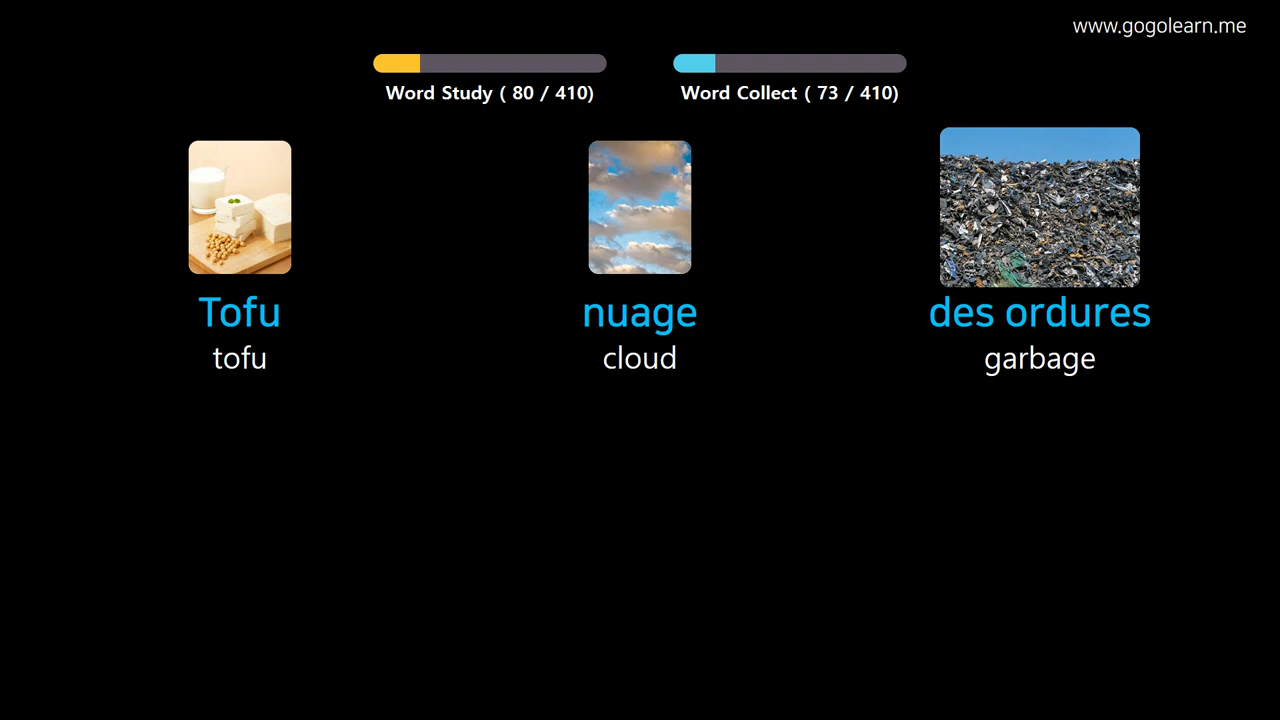 www.gogolearn.me
Word Study ( 80 / 410)
Word Collect ( 73 / 410)
Tofu
tofu
nuage
cloud
des ordures
garbage